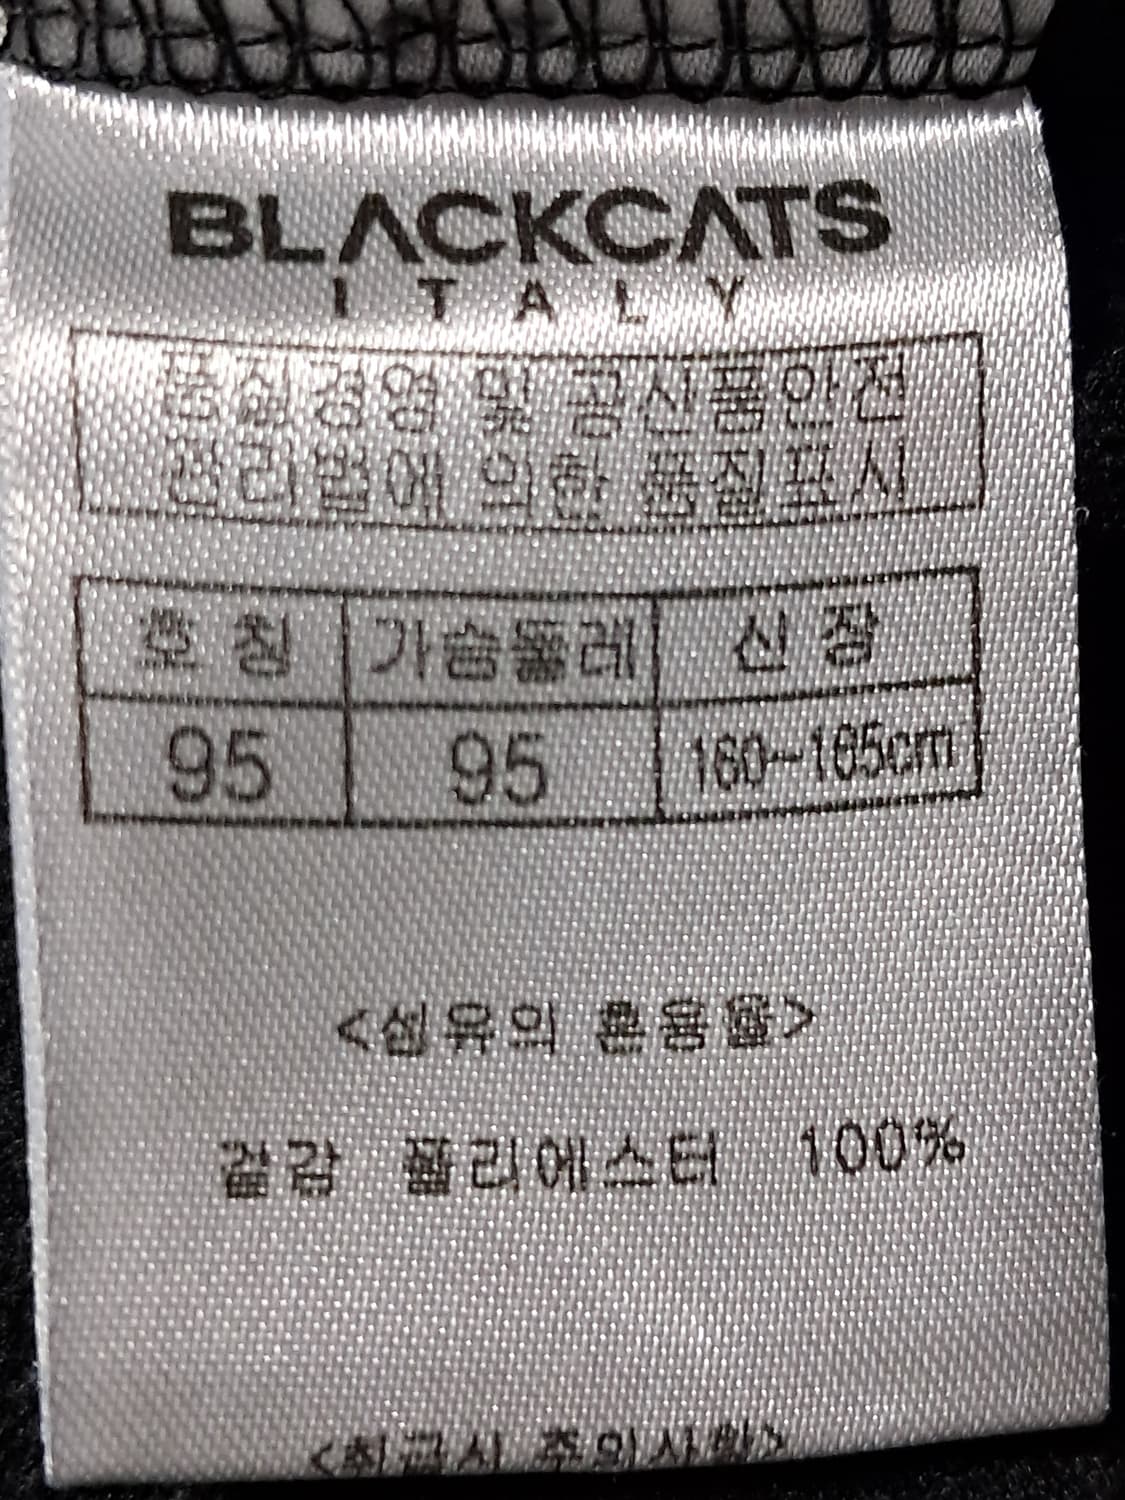 BLACKCATS
ITALY
품질경영 및 공산품안전
관리법에 의한 품질표시
호칭 가슴둘레 신장
95 95 160~165cm
<섬유의 혼용률>
겉감 폴리에스터 100%
<취급시 주의사항>